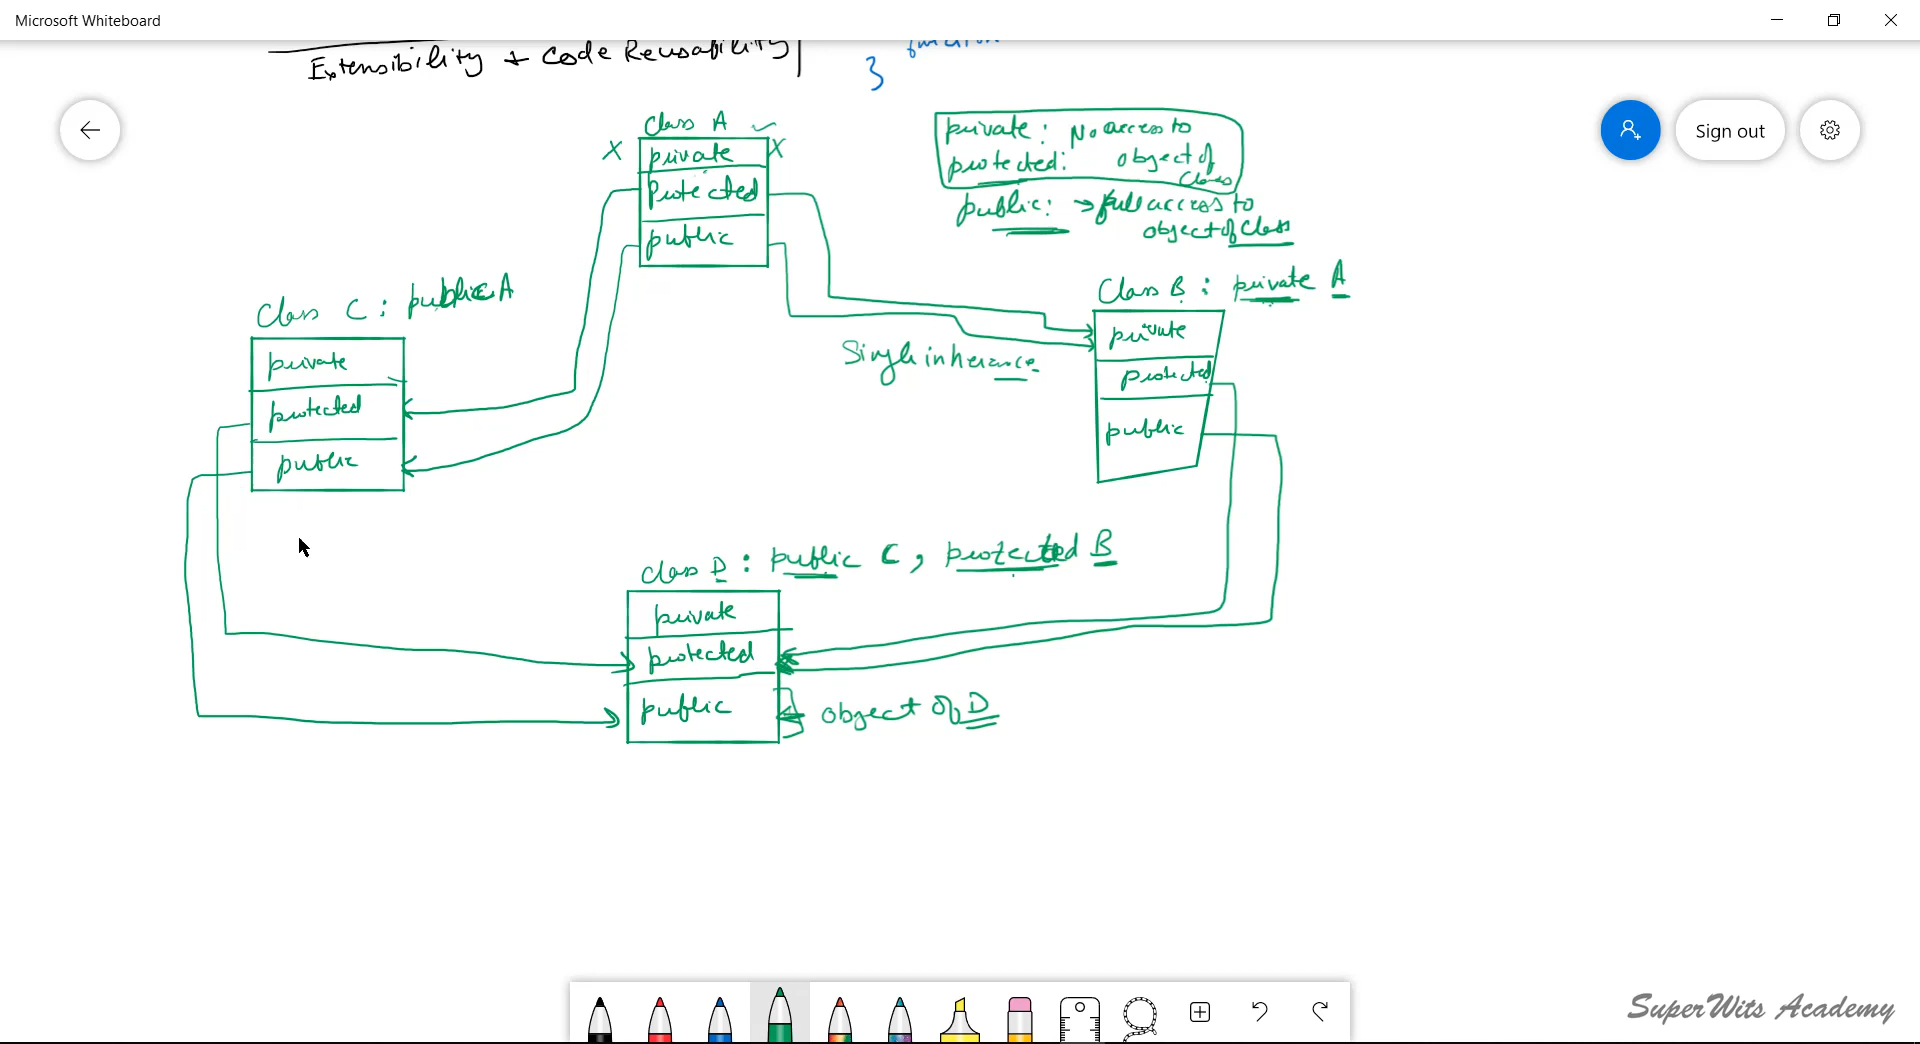 Microsoft Whiteboard
Extensibility + Code Reusability
}
Sign out
Class A
X private X
Protected
public
private : No access to
protected : object of
Class
public : → full access to
object of Class
Class C : public A
private
protected
public
Class B : private A
private
protected
public
Single inherance
class D : public C , protected B
private
protected
public
object of D
SuperWits Academy